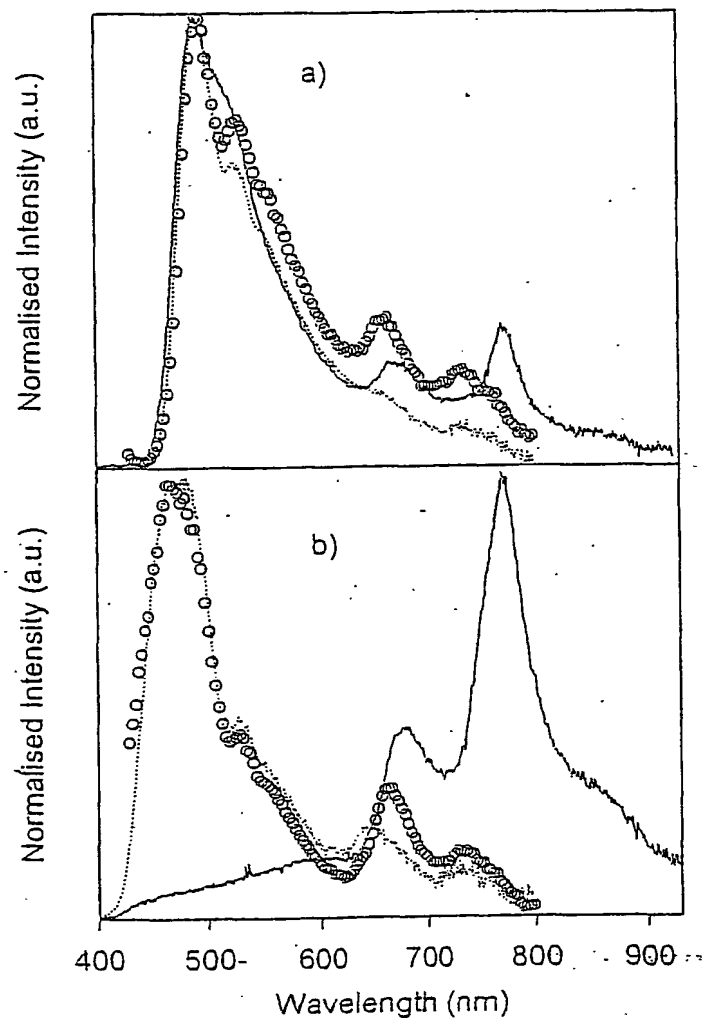 Normalised Intensity (a.u.)
a)
Normalised Intensity (a.u.)
b)
400 500 600 700 800 900
Wavelength (nm)